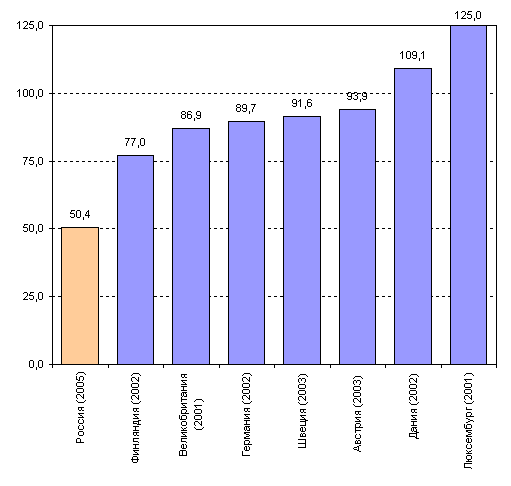 125,0
100,0
75,0
50,0
25,0
0,0
50,4
77,0
86,9
89,7
91,6
93,9
109,1
125,0
Россия (2005)
Финляндия (2002)
Великобритания
(2001)
Германия (2002)
Швеция (2003)
Австрия (2003)
Дания (2002)
Люксембург (2001)